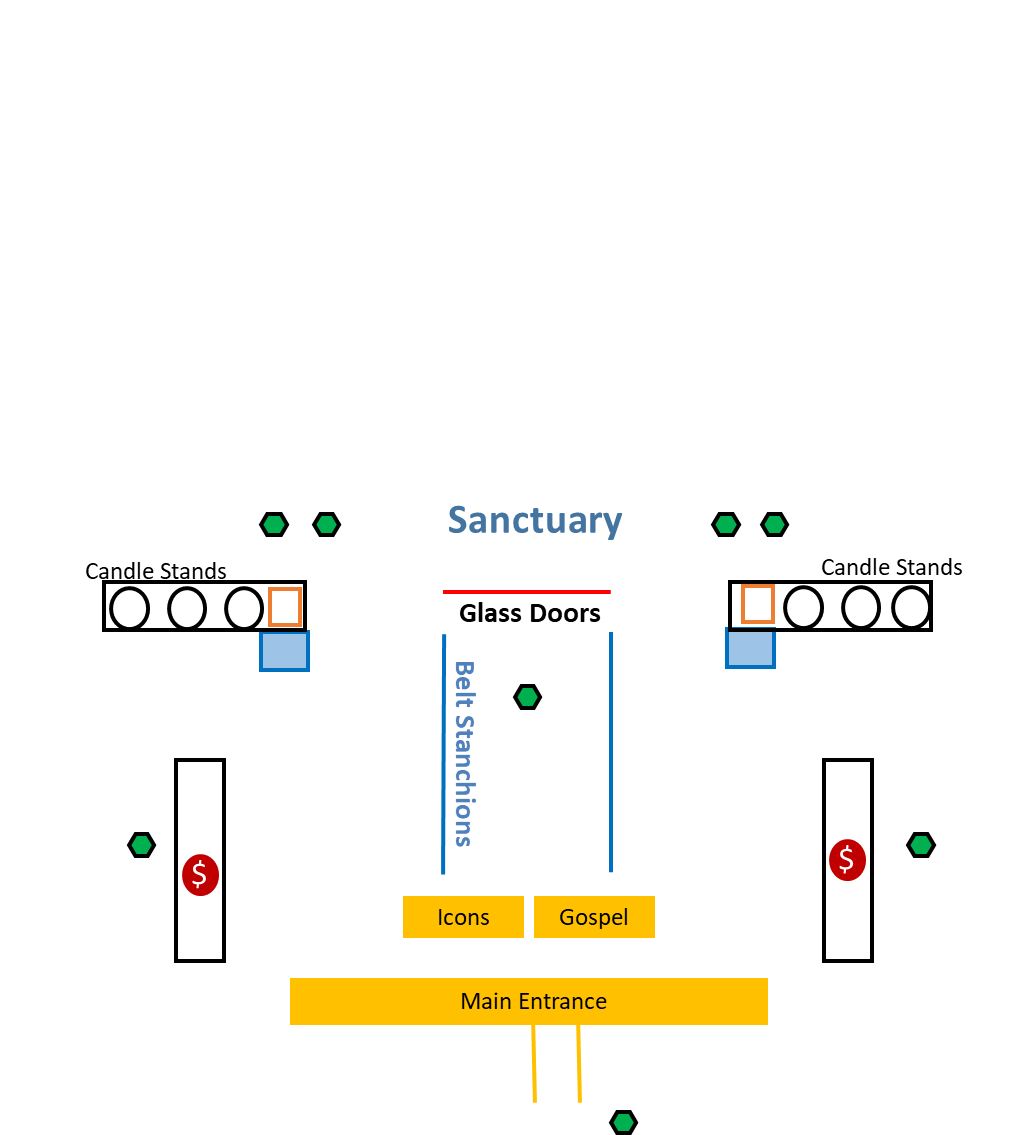 Sanctuary
Candle Stands
Candle Stands
Glass Doors
Belt Stanchions
$
$
Icons
Gospel
Main Entrance